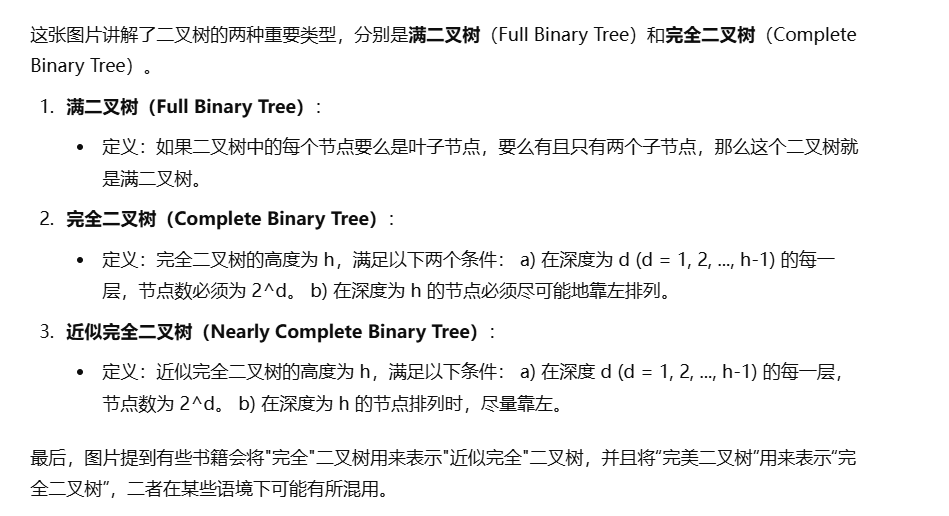 这张图片讲解了二叉树的两种重要类型，分别是满二叉树（Full Binary Tree）和完全二叉树（Complete
Binary Tree）。
1. 满二叉树（Full Binary Tree）：
• 定义：如果二叉树中的每个节点要么是叶子节点，要么有且只有两个子节点，那么这个二叉树就
是满二叉树。
2. 完全二叉树（Complete Binary Tree）：
• 定义：完全二叉树的高度为 h，满足以下两个条件： a) 在深度为 d (d = 1, 2, ..., h-1) 的每一
层，节点数必须为 2^d。 b) 在深度为 h 的节点必须尽可能地靠左排列。
3. 近似完全二叉树（Nearly Complete Binary Tree）：
• 定义：近似完全二叉树的高度为 h，满足以下条件： a) 在深度 d (d = 1, 2, ..., h-1) 的每一层，
节点数为 2^d。 b) 在深度为 h 的节点排列时，尽量靠左。
最后，图片提到有些书籍会将"完全"二叉树用来表示"近似完全"二叉树，并且将“完美二叉树”用来表示“完
全二叉树”，二者在某些语境下可能有所混用。